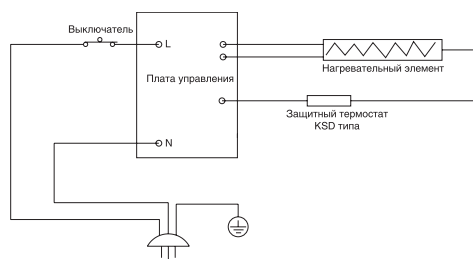 Выключатель
L
Плата управления
Нагревательный элемент
Защитный термостат
KSD типа
N